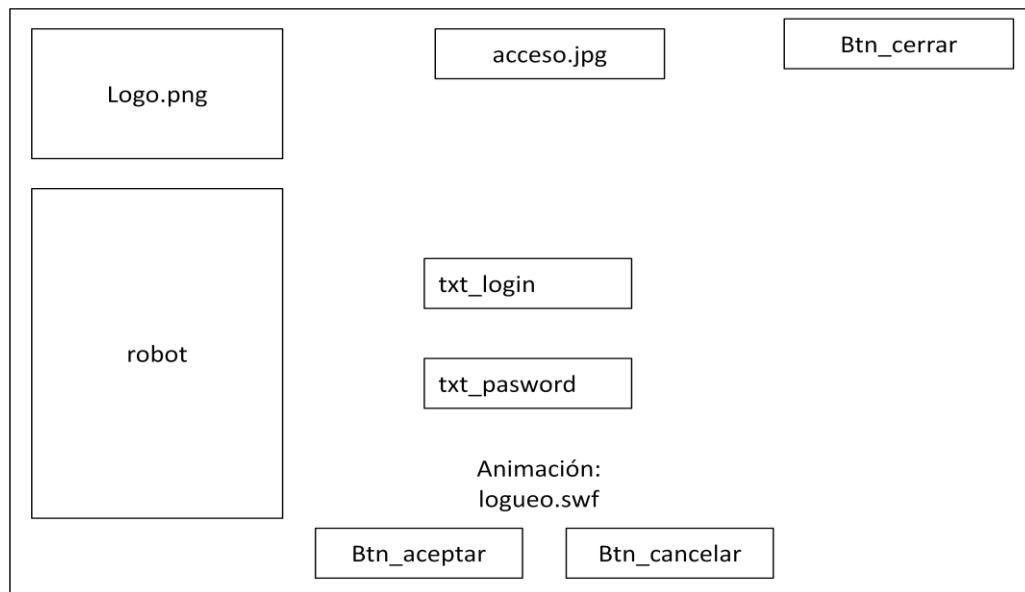 Logo.png
acceso.jpg
Btn_cerrar
robot
txt_login
txt_pasword
Animación:
logueo.swf
Btn_aceptar
Btn_cancelar